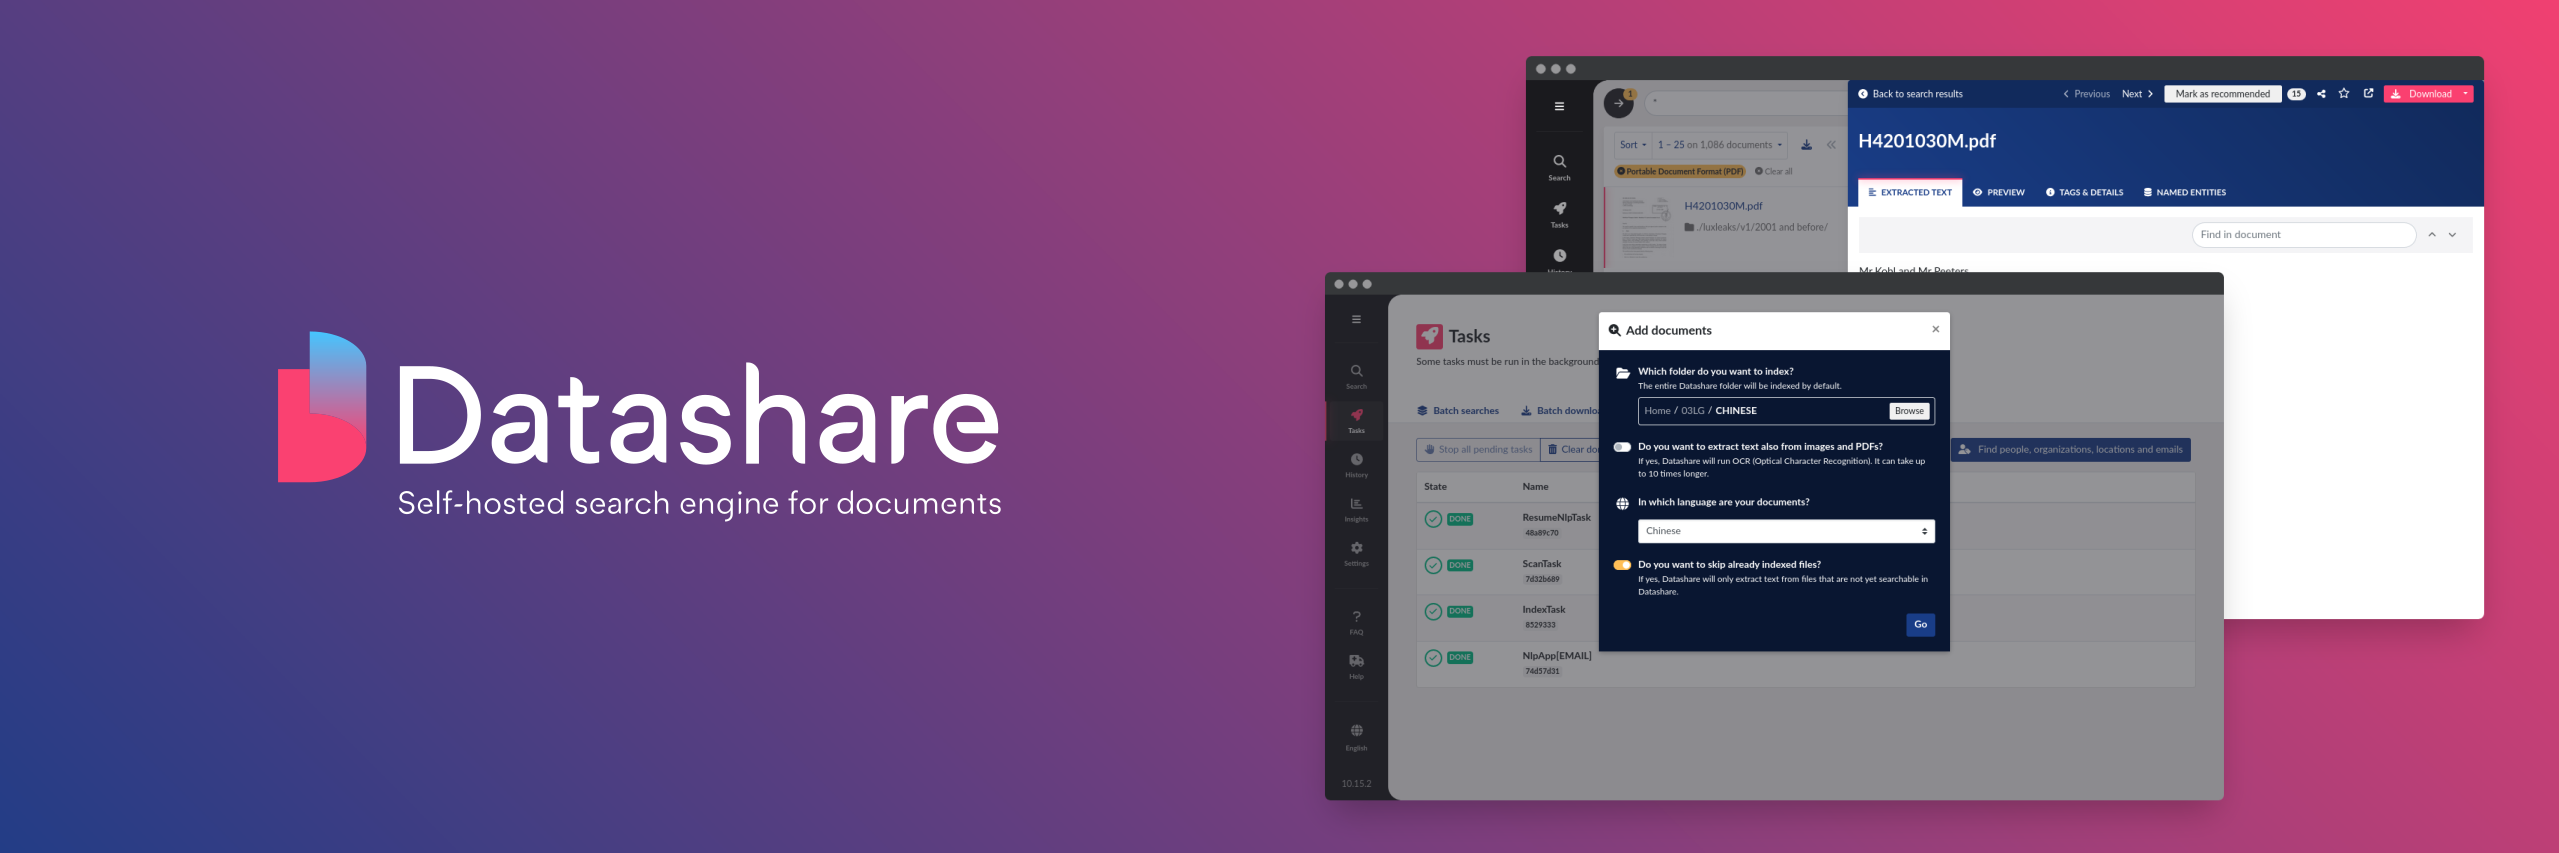 Datashare
Self-hosted search engine for documents
1
*
Sort
1 – 25 on 1,086 documents
Portable Document Format (PDF)
Clear all
H4201030M.pdf
./luxleaks/v1/2001 and before/
Search
Tasks
History
Back to search results
Previous
Next
Mark as recommended
15
Download
H4201030M.pdf
EXTRACTED TEXT
PREVIEW
TAGS & DETAILS
NAMED ENTITIES
Find in document
Mr Kohl and Mr Peeters
Search
Tasks
History
Insights
Settings
FAQ
Help
English
10.15.2
Tasks
Some tasks must be run in the background
Batch searches
Batch downloa
Stop all pending tasks
Clear do
Find people, organizations, locations and emails
State
Name
DONE
ResumeNlpTask
48a89c70
DONE
ScanTask
7d32b689
DONE
IndexTask
8529333
DONE
NlpApp[EMAIL]
74d57d31
Add documents
×
Which folder do you want to index?
The entire Datashare folder will be indexed by default.
Home / 03LG / CHINESE
Browse
Do you want to extract text also from images and PDFs?
If yes, Datashare will run OCR (Optical Character Recognition). It can take up
to 10 times longer.
In which language are your documents?
Chinese
Do you want to skip already indexed files?
If yes, Datashare will only extract text from files that are not yet searchable in
Datashare.
Go